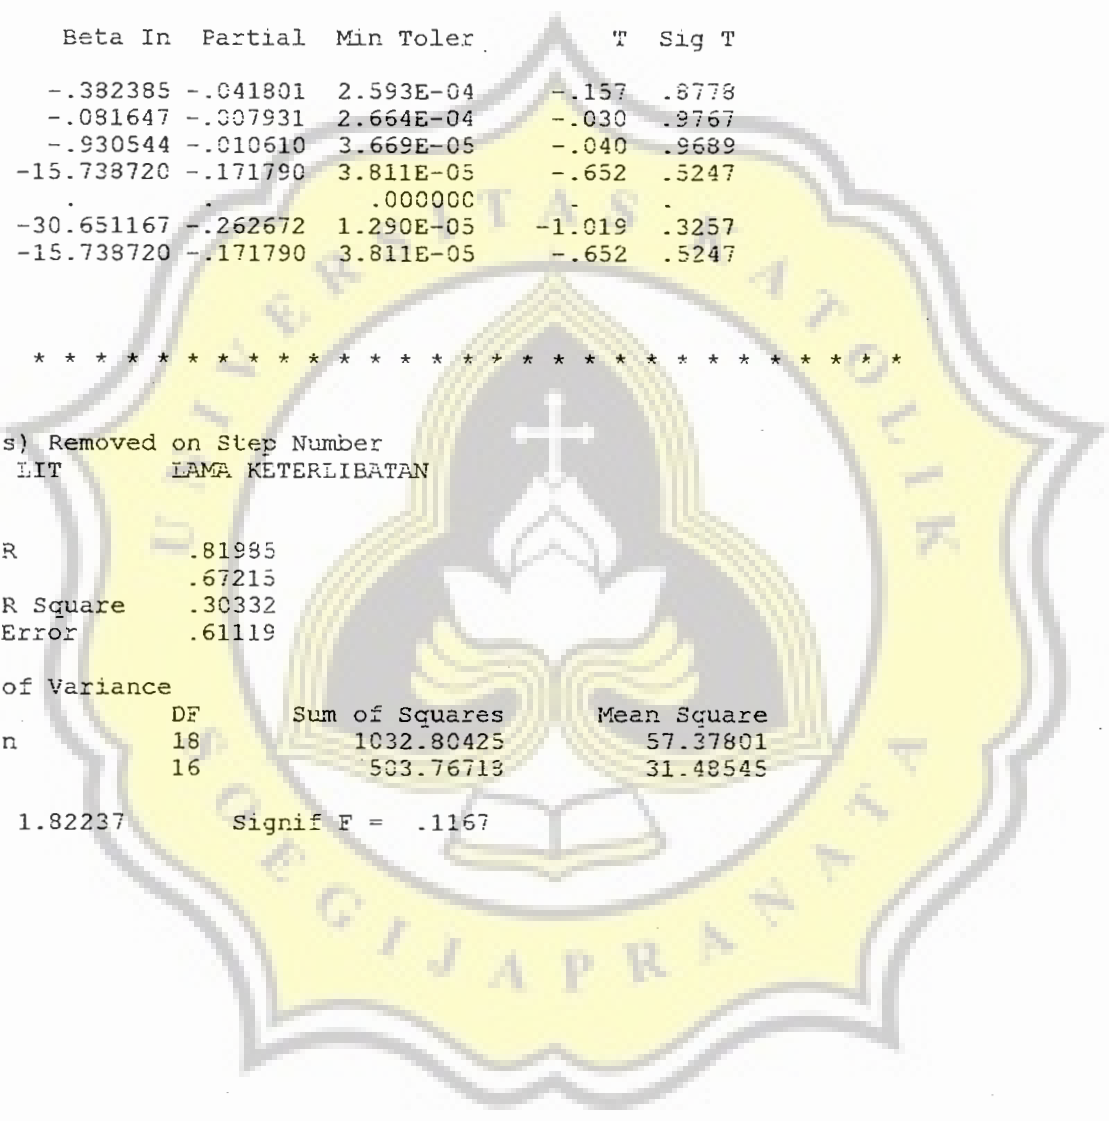 Beta In Partial Min Toler T Sig T
-.382385 -.041801 2.593E-04 -.157 .8778
-.081647 -.007931 2.664E-04 -.030 .9767
-.930544 -.010610 3.669E-05 -.040 .9689
-15.738720 -.171790 3.811E-05 -.652 .5247
. . .000000 . .
-30.651167 -.262672 1.290E-05 -1.019 .3257
-15.738720 -.171790 3.811E-05 -.652 .5247
* * * * * * * * * * * * * * * * * * * * * * * * * * * * *
s) Removed on Step Number
LIT LAMA KETERLIBATAN
R .81985
.67215
R Square .30332
Error .61119
of Variance
DF Sum of Squares Mean Square
n 18 1032.80425 57.37801
16 503.76718 31.48545
1.82237 Signif F = .1167
UNIVERSITAS KATOLIK
SOEGIJAPRANATA